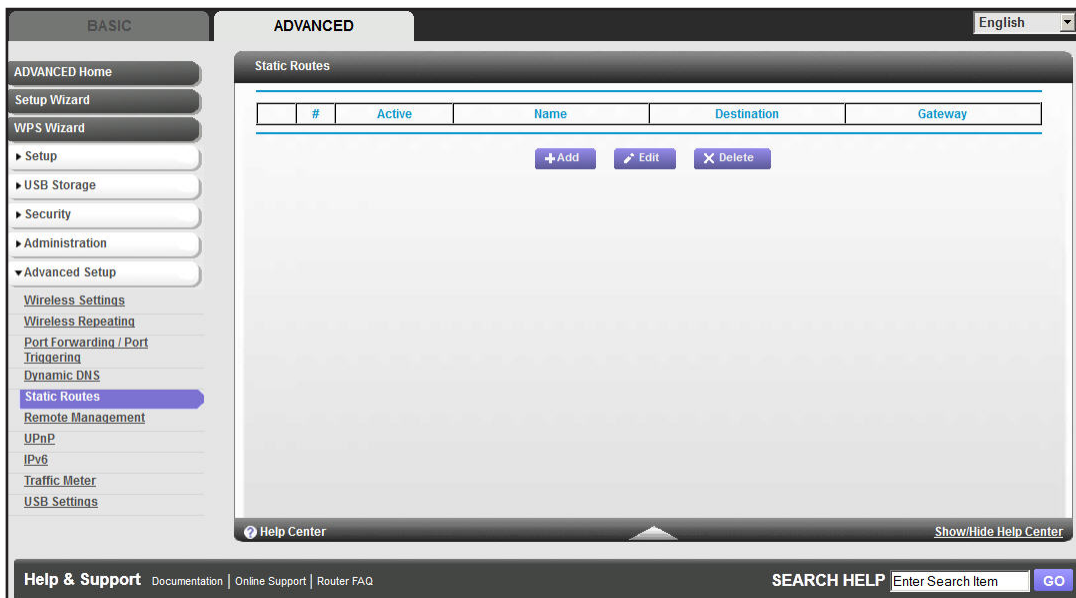 BASIC
ADVANCED
English
ADVANCED Home
Setup Wizard
WPS Wizard
Setup
USB Storage
Security
Administration
Advanced Setup
Wireless Settings
Wireless Repeating
Port Forwarding / Port
Triggering
Dynamic DNS
Static Routes
Remote Management
UPnP
IPv6
Traffic Meter
USB Settings
Static Routes
# Active Name Destination Gateway
Add Edit Delete
Help Center
Show/Hide Help Center
Help & Support Documentation | Online Support | Router FAQ
SEARCH HELP Enter Search Item GO